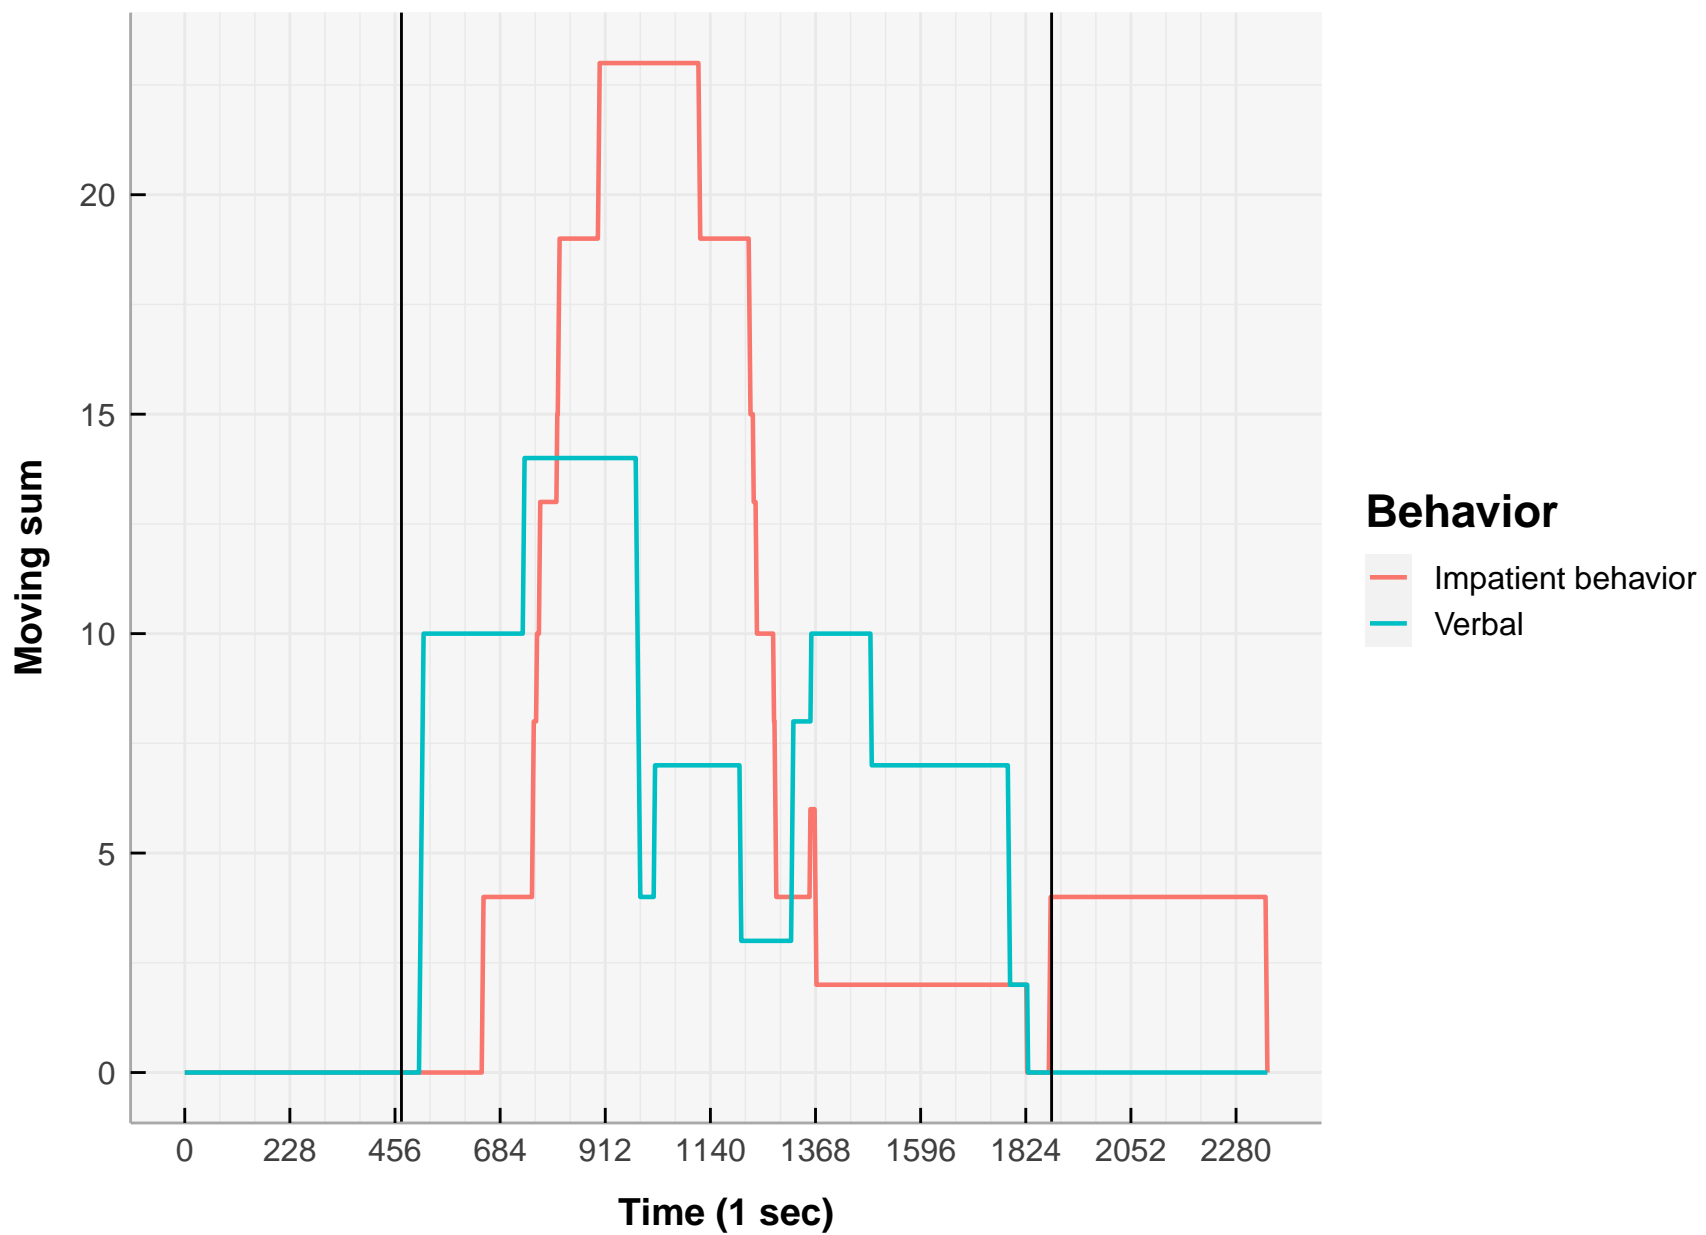 Moving sum
20
15
10
5
0
0 228 456 684 912 1140 1368 1596 1824 2052 2280
Time (1 sec)
Behavior
Impatient behavior
Verbal